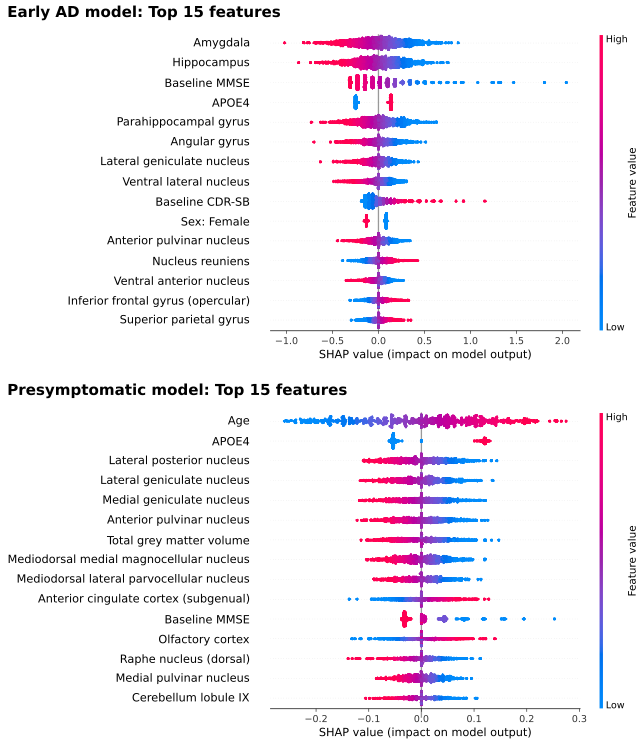 Early AD model: Top 15 features
Amygdala
Hippocampus
Baseline MMSE
APOE4
Parahippocampal gyrus
Angular gyrus
Lateral geniculate nucleus
Ventral lateral nucleus
Baseline CDR-SB
Sex: Female
Anterior pulvinar nucleus
Nucleus reuniens
Ventral anterior nucleus
Inferior frontal gyrus (opercular)
Superior parietal gyrus
−1.0 −0.5 0.0 0.5 1.0 1.5 2.0
SHAP value (impact on model output)
High
Feature value
Low
Presymptomatic model: Top 15 features
Age
APOE4
Lateral posterior nucleus
Lateral geniculate nucleus
Medial geniculate nucleus
Anterior pulvinar nucleus
Total grey matter volume
Mediodorsal medial magnocellular nucleus
Mediodorsal lateral parvocellular nucleus
Anterior cingulate cortex (subgenual)
Baseline MMSE
Olfactory cortex
Raphe nucleus (dorsal)
Medial pulvinar nucleus
Cerebellum lobule IX
−0.2 −0.1 0.0 0.1 0.2 0.3
SHAP value (impact on model output)
High
Feature value
Low